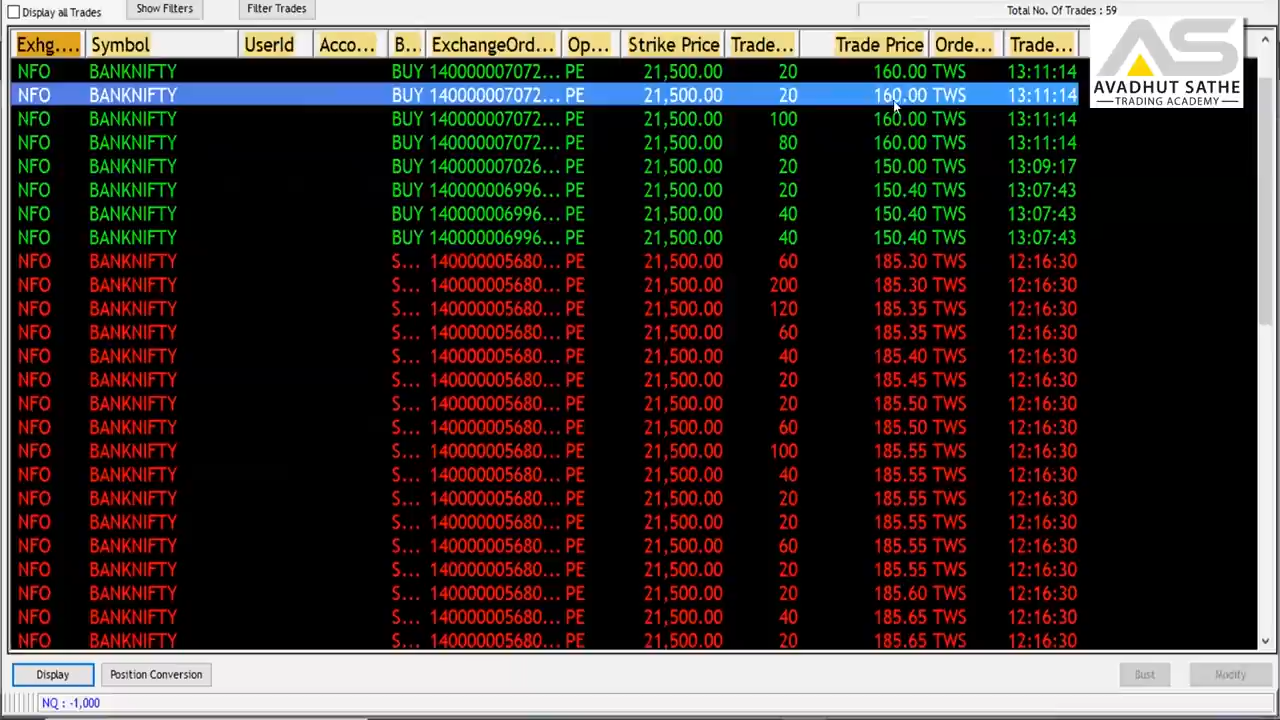 Display all Trades Show Filters Filter Trades Total No. Of Trades : 59
Exhg.... Symbol UserId Acco... B... ExchangeOrd... Op... Strike Price Trade... Trade Price Orde... Trade...
NFO BANKNIFTY BUY 140000007072... PE 21,500.00 20 160.00 TWS 13:11:14
NFO BANKNIFTY BUY 140000007072... PE 21,500.00 20 160.00 TWS 13:11:14
NFO BANKNIFTY BUY 140000007072... PE 21,500.00 100 160.00 TWS 13:11:14
NFO BANKNIFTY BUY 140000007072... PE 21,500.00 80 160.00 TWS 13:11:14
NFO BANKNIFTY BUY 140000007026... PE 21,500.00 20 150.00 TWS 13:09:17
NFO BANKNIFTY BUY 140000006996... PE 21,500.00 20 150.40 TWS 13:07:43
NFO BANKNIFTY BUY 140000006996... PE 21,500.00 40 150.40 TWS 13:07:43
NFO BANKNIFTY BUY 140000006996... PE 21,500.00 40 150.40 TWS 13:07:43
NFO BANKNIFTY S... 140000005680... PE 21,500.00 60 185.30 TWS 12:16:30
NFO BANKNIFTY S... 140000005680... PE 21,500.00 200 185.30 TWS 12:16:30
NFO BANKNIFTY S... 140000005680... PE 21,500.00 120 185.35 TWS 12:16:30
NFO BANKNIFTY S... 140000005680... PE 21,500.00 60 185.35 TWS 12:16:30
NFO BANKNIFTY S... 140000005680... PE 21,500.00 40 185.40 TWS 12:16:30
NFO BANKNIFTY S... 140000005680... PE 21,500.00 20 185.45 TWS 12:16:30
NFO BANKNIFTY S... 140000005680... PE 21,500.00 20 185.50 TWS 12:16:30
NFO BANKNIFTY S... 140000005680... PE 21,500.00 60 185.50 TWS 12:16:30
NFO BANKNIFTY S... 140000005680... PE 21,500.00 100 185.55 TWS 12:16:30
NFO BANKNIFTY S... 140000005680... PE 21,500.00 40 185.55 TWS 12:16:30
NFO BANKNIFTY S... 140000005680... PE 21,500.00 20 185.55 TWS 12:16:30
NFO BANKNIFTY S... 140000005680... PE 21,500.00 20 185.55 TWS 12:16:30
NFO BANKNIFTY S... 140000005680... PE 21,500.00 60 185.55 TWS 12:16:30
NFO BANKNIFTY S... 140000005680... PE 21,500.00 20 185.55 TWS 12:16:30
NFO BANKNIFTY S... 140000005680... PE 21,500.00 20 185.60 TWS 12:16:30
NFO BANKNIFTY S... 140000005680... PE 21,500.00 40 185.65 TWS 12:16:30
NFO BANKNIFTY S... 140000005680... PE 21,500.00 20 185.65 TWS 12:16:30
Display Position Conversion Bust Modify
NQ : -1,000
AS
AVADHUT SATHE
TRADING ACADEMY